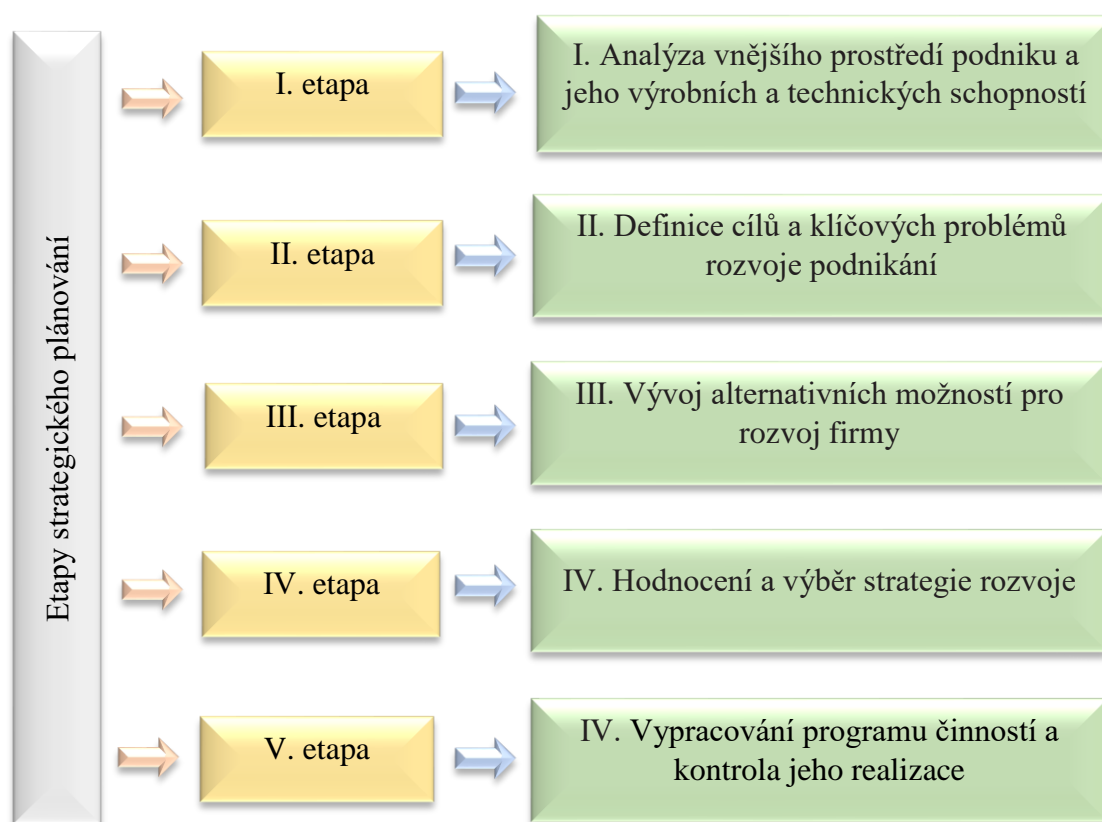 Etapy strategického plánování
I. etapa
I. Analýza vnějšího prostředí podniku a
jeho výrobních a technických schopností
II. etapa
II. Definice cílů a klíčových problémů
rozvoje podnikání
III. etapa
III. Vývoj alternativních možností pro
rozvoj firmy
IV. etapa
IV. Hodnocení a výběr strategie rozvoje
V. etapa
IV. Vypracování programu činností a
kontrola jeho realizace